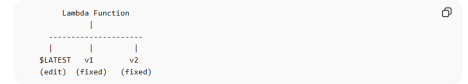 Lambda Function
|
---------------------
| | |
$LATEST v1 v2
(edit) (fixed) (fixed)